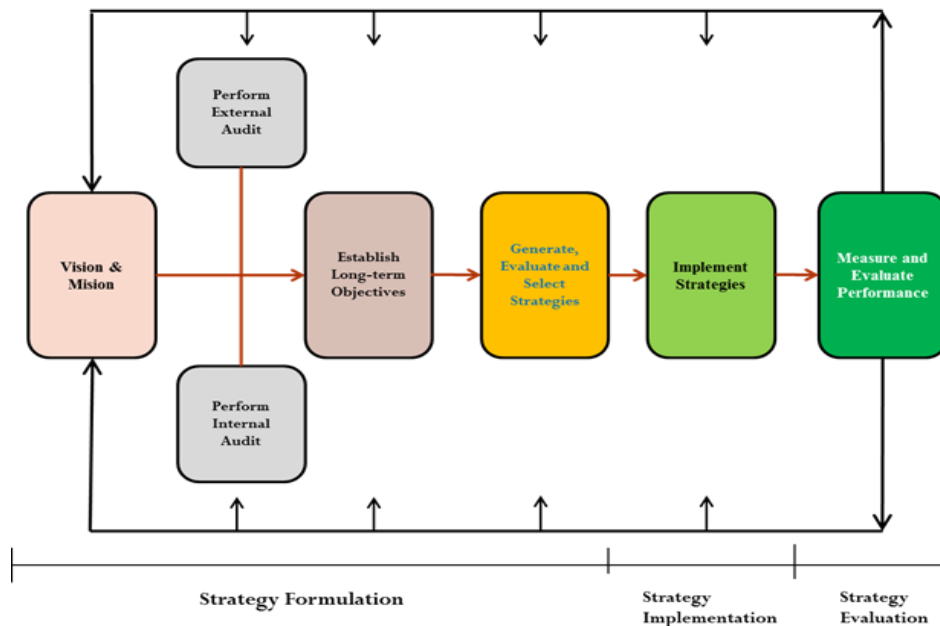 Perform
External
Audit
Vision &
Mision
Establish
Long-term
Objectives
Generate,
Evaluate and
Select
Strategies
Implement
Strategies
Measure and
Evaluate
Performance
Perform
Internal
Audit
Strategy Formulation
Strategy
Implementation
Strategy
Evaluation